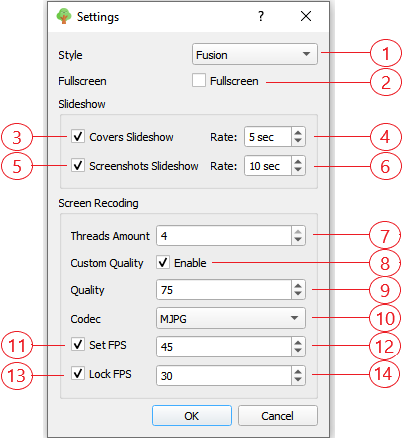 Settings ?
Style Fusion 1
Fullscreen Fullscreen 2
Slideshow
3 Covers Slideshow Rate: 5 sec 4
5 Screenshots Slideshow Rate: 10 sec 6
Screen Recoding
Threads Amount 4 7
Custom Quality Enable 8
Quality 75 9
Codec MJPG 10
11 Set FPS 45 12
13 Lock FPS 30 14
OK Cancel